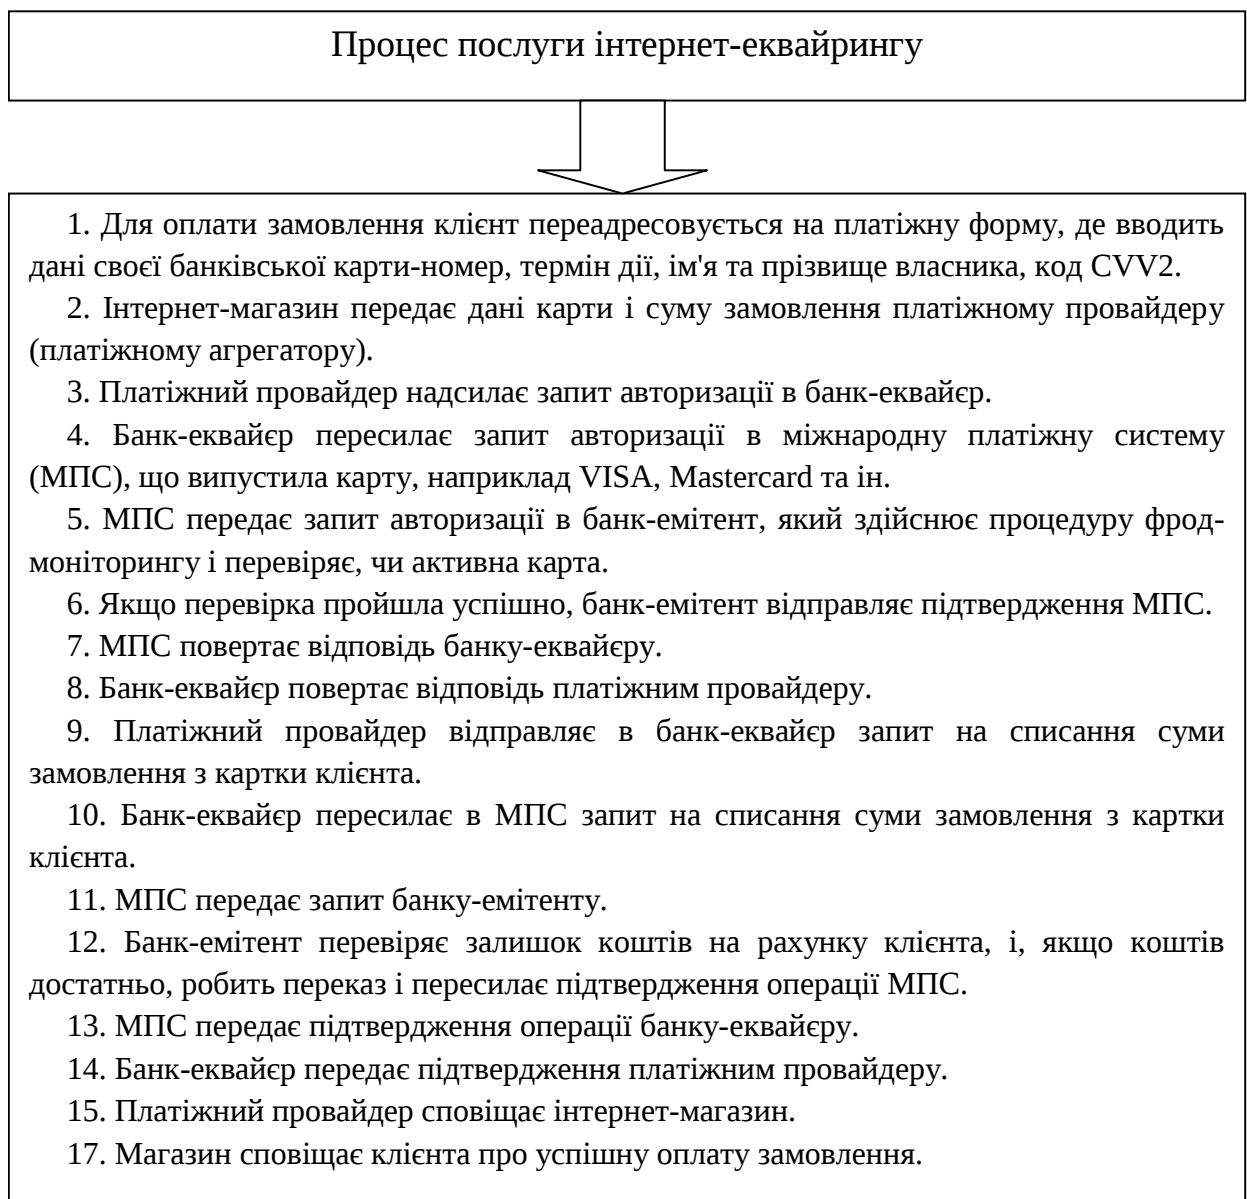 Процес послуги інтернет-еквайрингу
1. Для оплати замовлення клієнт переадресовується на платіжну форму, де вводить
дані своєї банківської карти-номер, термін дії, ім'я та прізвище власника, код CVV2.
2. Інтернет-магазин передає дані карти і суму замовлення платіжному провайдеру
(платіжному агрегатору).
3. Платіжний провайдер надсилає запит авторизації в банк-еквайєр.
4. Банк-еквайєр пересилає запит авторизації в міжнародну платіжну систему
(МПС), що випустила карту, наприклад VISA, Mastercard та ін.
5. МПС передає запит авторизації в банк-емітент, який здійснює процедуру фрод-
моніторингу і перевіряє, чи активна карта.
6. Якщо перевірка пройшла успішно, банк-емітент відправляє підтвердження МПС.
7. МПС повертає відповідь банку-еквайєру.
8. Банк-еквайєр повертає відповідь платіжним провайдеру.
9. Платіжний провайдер відправляє в банк-еквайєр запит на списання суми
замовлення з картки клієнта.
10. Банк-еквайєр пересилає в МПС запит на списання суми замовлення з картки
клієнта.
11. МПС передає запит банку-емітенту.
12. Банк-емітент перевіряє залишок коштів на рахунку клієнта, і, якщо коштів
достатньо, робить переказ і пересилає підтвердження операції МПС.
13. МПС передає підтвердження операції банку-еквайєру.
14. Банк-еквайєр передає підтвердження платіжним провайдеру.
15. Платіжний провайдер сповіщає інтернет-магазин.
17. Магазин сповіщає клієнта про успішну оплату замовлення.